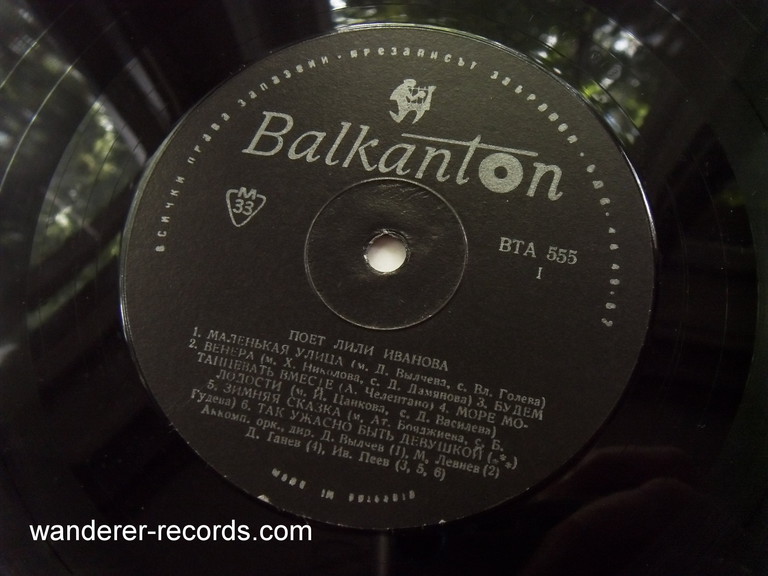 ВСИЧКИ ПРАВА ЗАПАЗЕНИ · ПРЕЗАПИСЪТ ЗАБРАНЕН
Balkanton
М
33
ВТА 555
I
ПОЕТ ЛИЛИ ИВАНОВА
1. МАЛЕНЬКАЯ УЛИЦА (м. Д. Вылчева, с. Вл. Голева)
2. ВЕНЕРА (м. Х. Николова, с. Д. Дамянова) 3. БУДЕМ
ТАНЦЕВАТЬ ВМЕСТЕ (А. Челентано) 4. МОРЕ МО-
ЛОДОСТИ (м. Й. Цанкова, с. Д. Василева)
5. ЗИМНЯЯ СКАЗКА (м. Ат. Бояджиева, с. Б.
Гудева) 6. ТАК УЖАСНО БЫТЬ ДЕВУШКОЙ („*„)
Аккомп. орк., дир. Д. Вылчев (1), М. Левиев (2)
Д. Ганев (4), Ив. Пеев (3, 5, 6)
wanderer-records.com